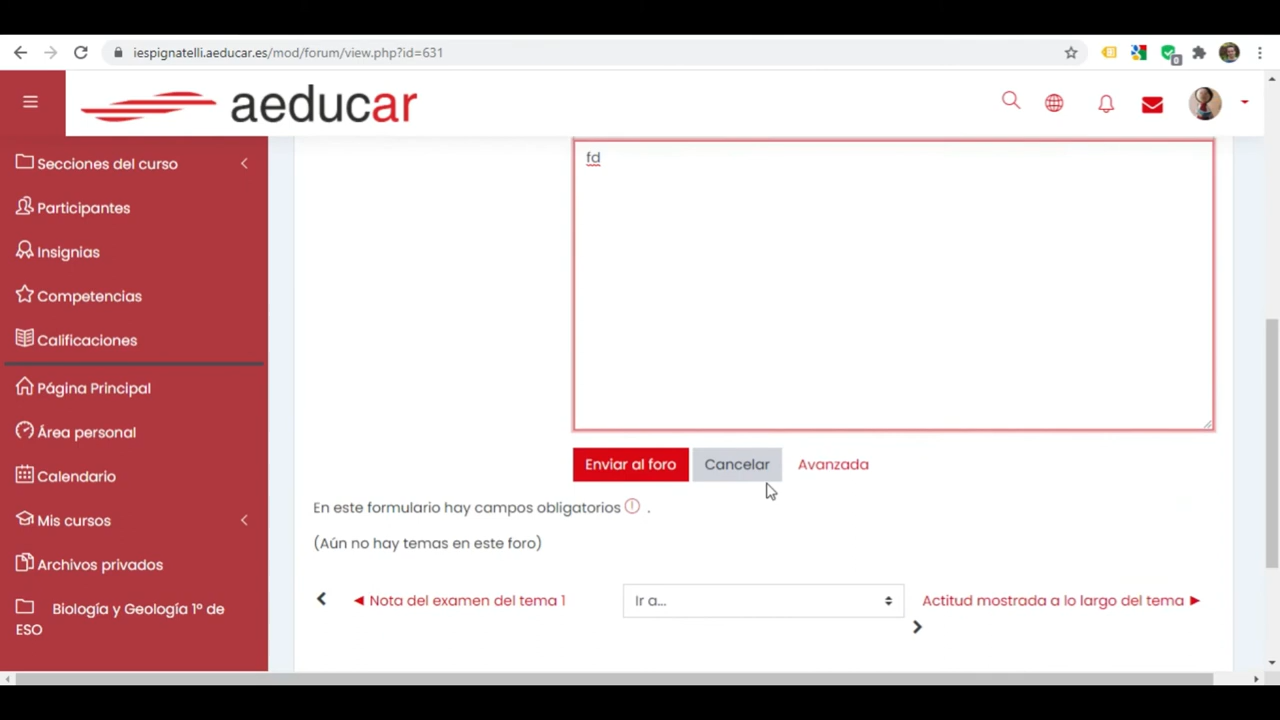 iespignatelli.aeducar.es/mod/forum/view.php?id=631
0
aeducar
Secciones del curso
Participantes
Insignias
Competencias
Calificaciones
Página Principal
Área personal
Calendario
Mis cursos
Archivos privados
Biología y Geología 1º de
ESO
fd
Enviar al foro
Cancelar
Avanzada
En este formulario hay campos obligatorios ! .
(Aún no hay temas en este foro)
◄ Nota del examen del tema 1
Ir a...
Actitud mostrada a lo largo del tema ►